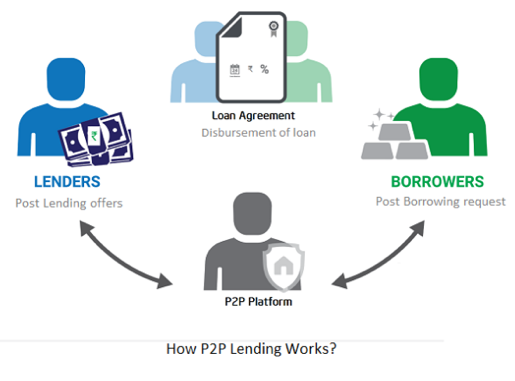 ₹ %
Loan Agreement
Disbursement of loan
₹
LENDERS
Post Lending offers
BORROWERS
Post Borrowing request
P2P Platform
How P2P Lending Works?